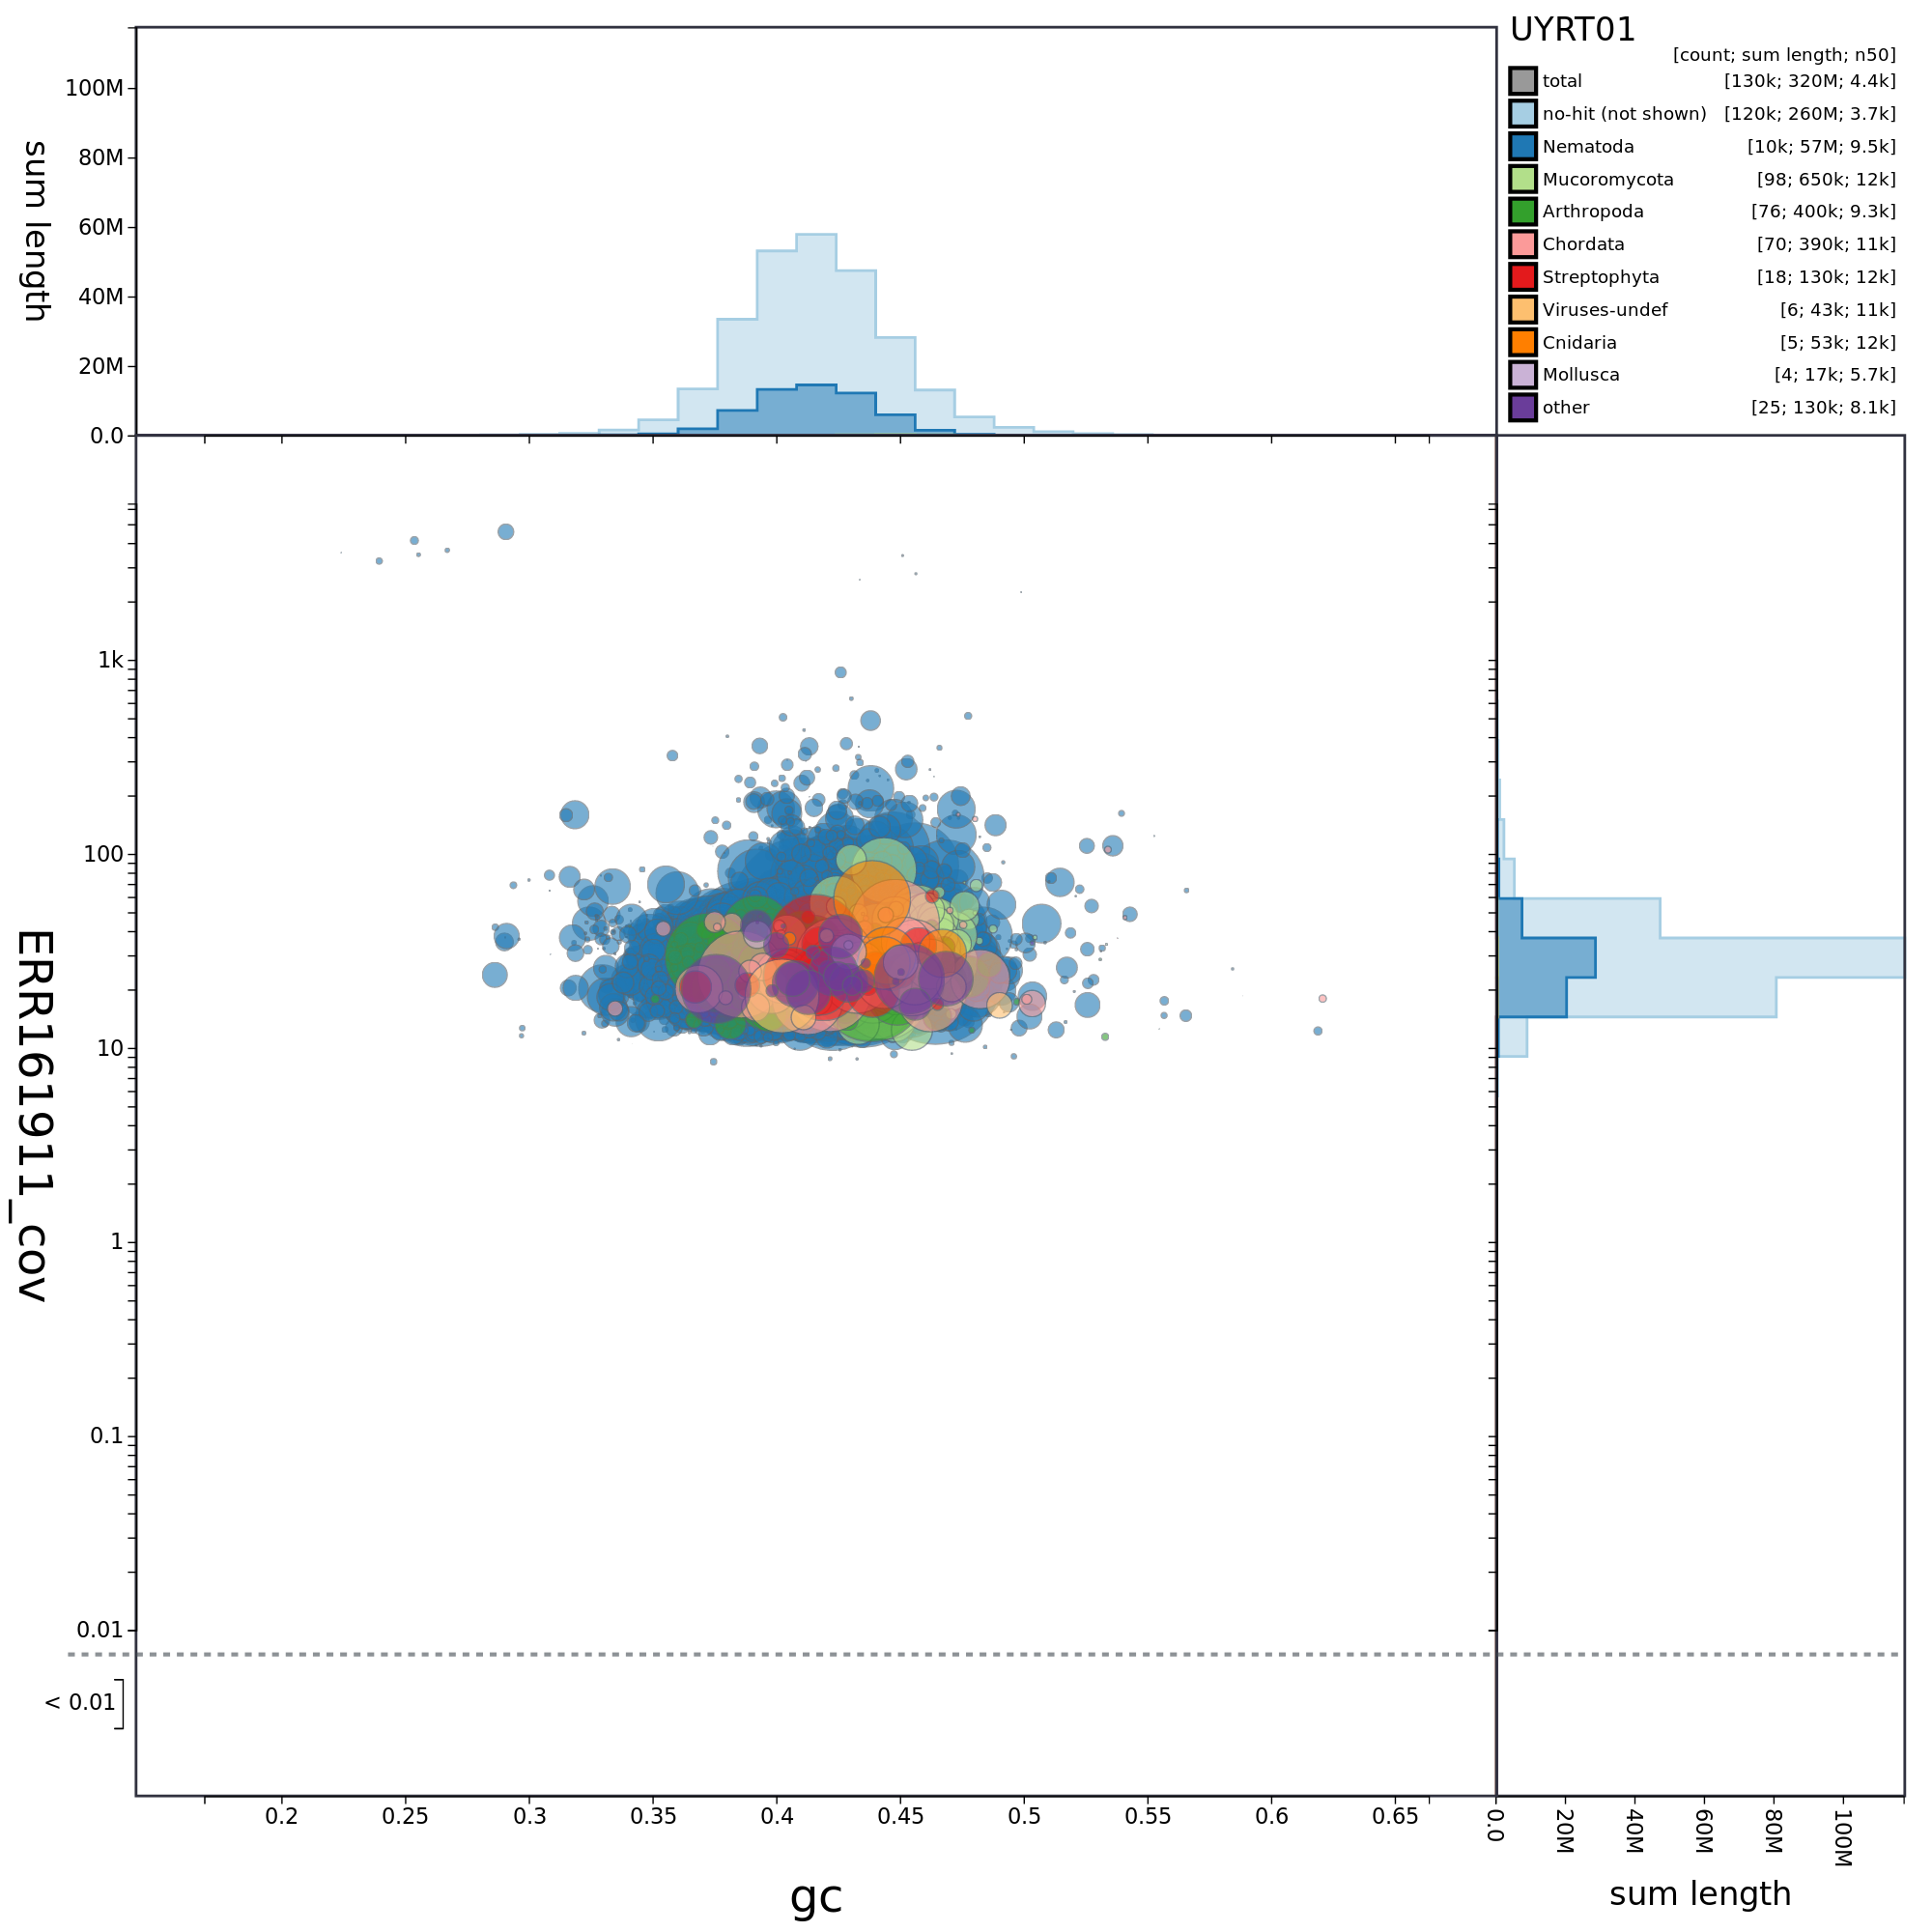 UYRT01
[count; sum length; n50]
total [130k; 320M; 4.4k]
no-hit (not shown) [120k; 260M; 3.7k]
Nematoda [10k; 57M; 9.5k]
Mucoromycota [98; 650k; 12k]
Arthropoda [76; 400k; 9.3k]
Chordata [70; 390k; 11k]
Streptophyta [18; 130k; 12k]
Viruses-undef [6; 43k; 11k]
Cnidaria [5; 53k; 12k]
Mollusca [4; 17k; 5.7k]
other [25; 130k; 8.1k]
sum length
100M
80M
60M
40M
20M
0.0
ERR161911_cov
1k
100
10
1
0.1
0.01
< 0.01
0.2 0.25 0.3 0.35 0.4 0.45 0.5 0.55 0.6 0.65
gc
0.0 20M 40M 60M 80M 100M
sum length